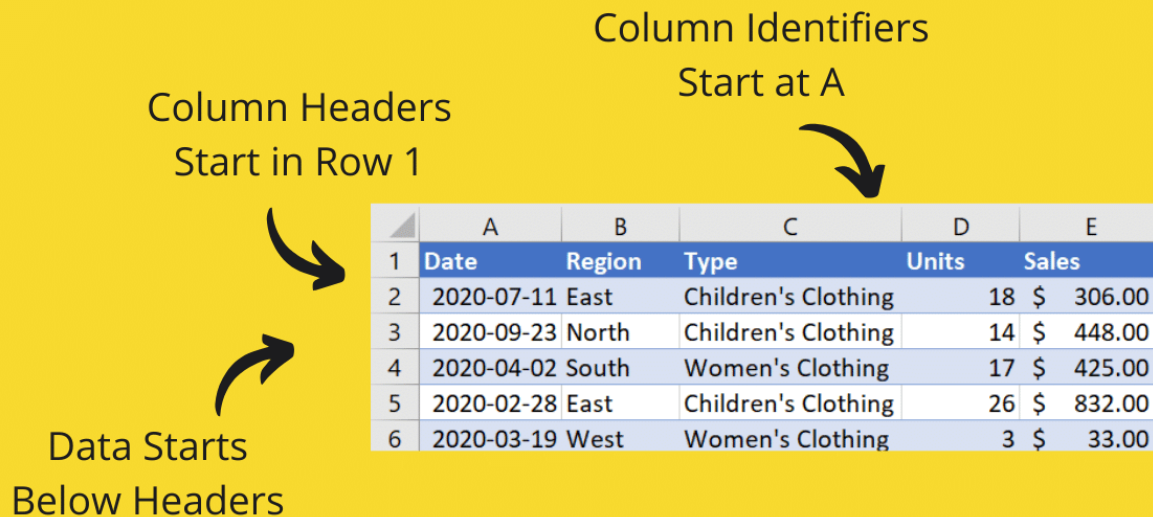 Column Identifiers
Start at A
Column Headers
Start in Row 1
A B C D E
1 Date Region Type Units Sales
2 2020-07-11 East Children's Clothing 18 $ 306.00
3 2020-09-23 North Children's Clothing 14 $ 448.00
4 2020-04-02 South Women's Clothing 17 $ 425.00
5 2020-02-28 East Children's Clothing 26 $ 832.00
6 2020-03-19 West Women's Clothing 3 $ 33.00
Data Starts
Below Headers